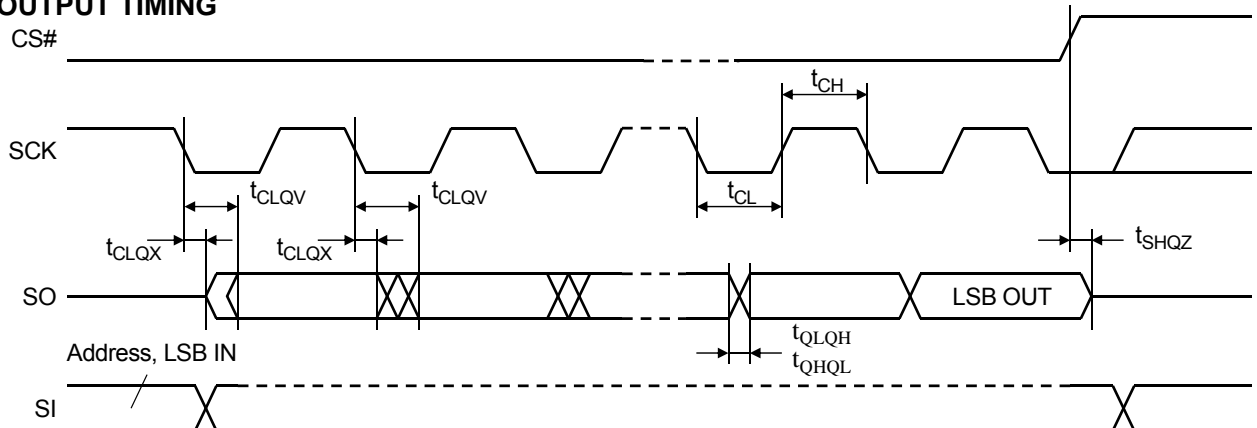 OUTPUT TIMING
CS#
tCH
SCK
tCLQV
tCLQV
tCL
tCLQX
tCLQX
tSHQZ
SO
LSB OUT
tQLQH
tQHQL
Address, LSB IN
SI